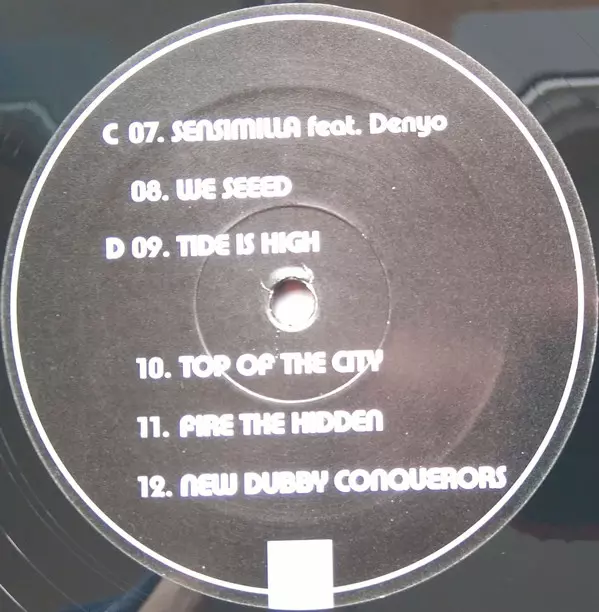 C 07. SENSIMILLA feat. Denyo
08. WE SEEED
D 09. TIDE IS HIGH
10. TOP OF THE CITY
11. FIRE THE HIDDEN
12. NEW DUBBY CONQUERORS